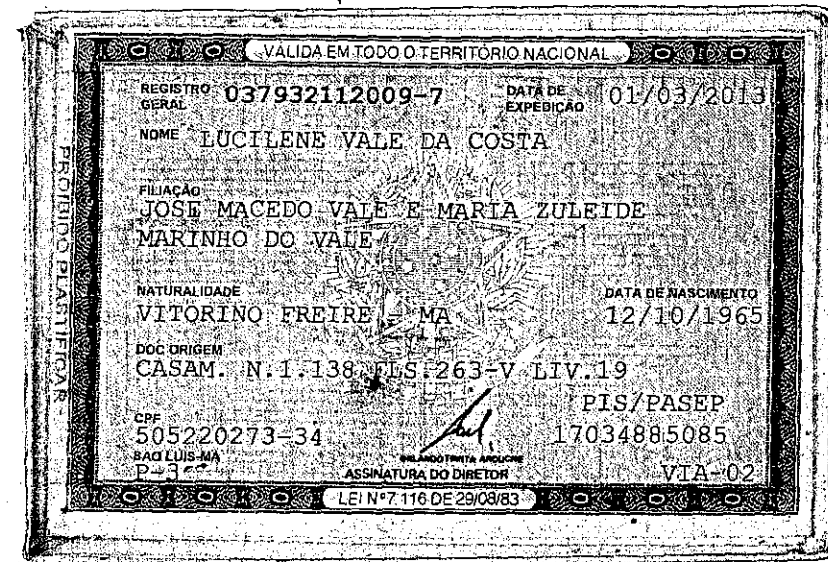 VÁLIDA EM TODO O TERRITÓRIO NACIONAL
REGISTRO GERAL 037932112009-7 DATA DE EXPEDIÇÃO 01/03/2013
NOME LUCILENE VALE DA COSTA
FILIAÇÃO
JOSE MACEDO VALE E MARIA ZULEIDE
MARINHO DO VALE
NATURALIDADE DATA DE NASCIMENTO
VITORINO FREIRE - MA 12/10/1965
DOC ORIGEM
CASAM. N.1.138 FLS.263-V LIV.19
PIS/PASEP
CPF
505220273-34 17034885085
SAO LUIS-MA
P-3 VIA-02
ASSINATURA DO DIRETOR
LEI Nº 7.116 DE 29/08/83
PROIBIDO PLASTIFICAR